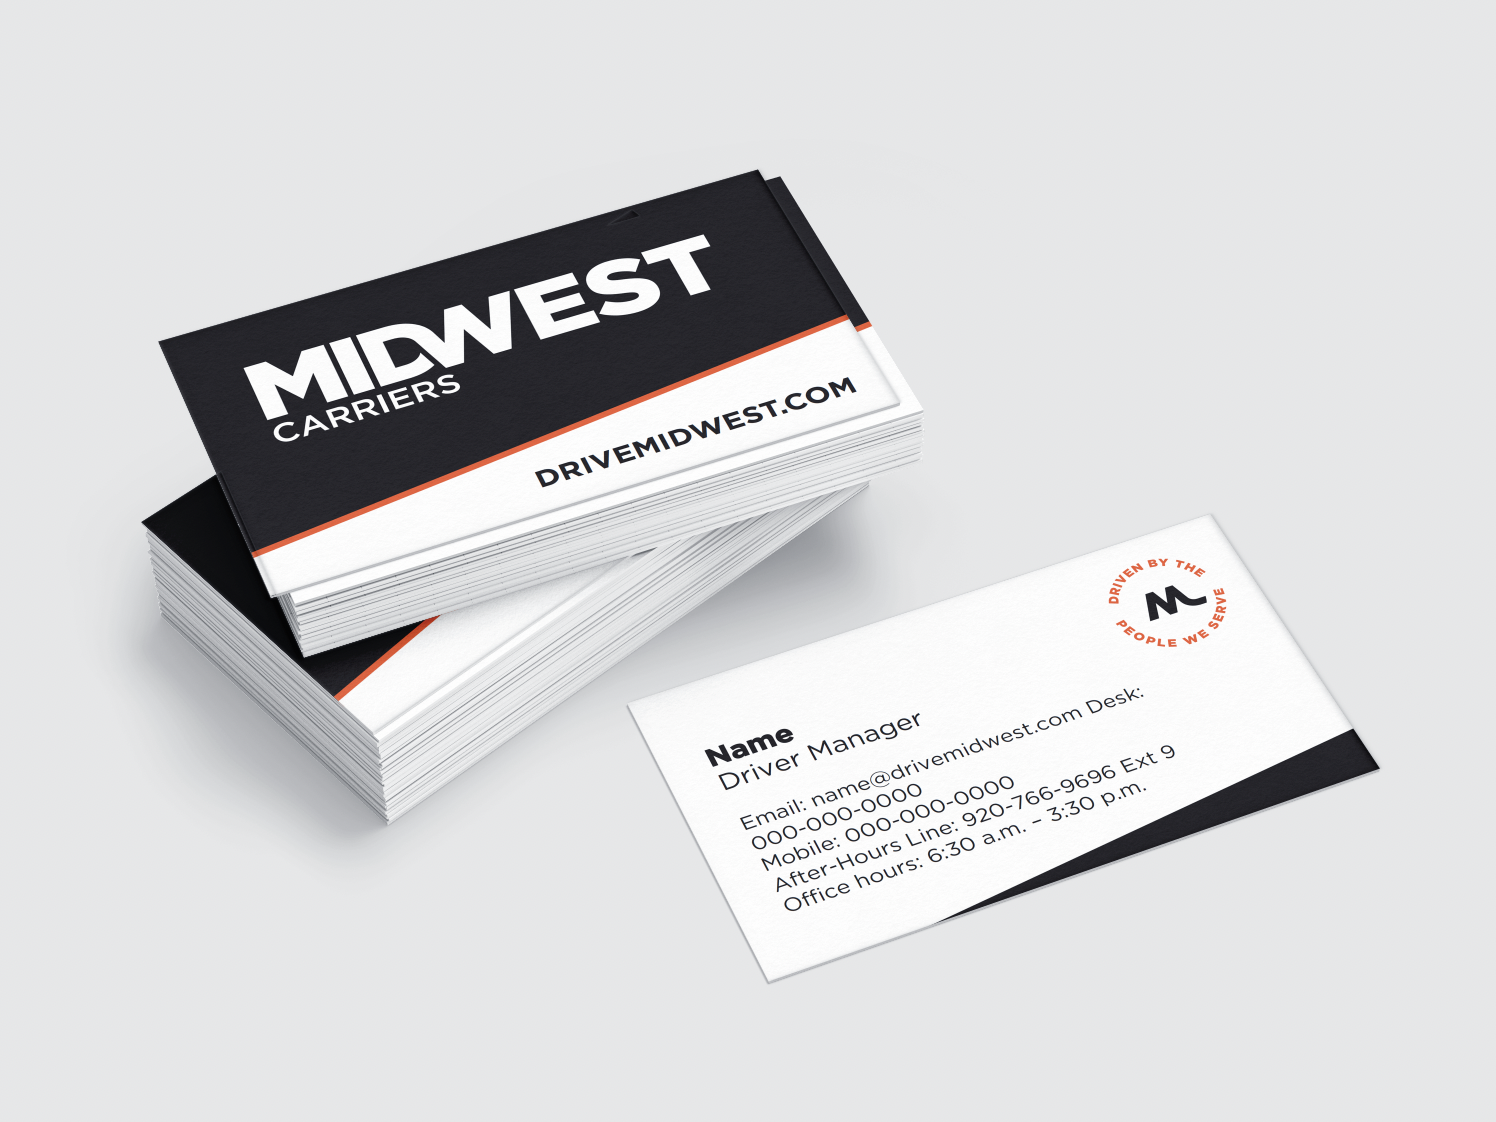 MIDWEST
CARRIERS
DRIVEMIDWEST.COM
DRIVEN BY THE
PEOPLE WE SERVE
M
Name
Driver Manager
Email: name@drivemidwest.com Desk:
000-000-0000
Mobile: 000-000-0000
After-Hours Line: 920-766-9696 Ext 9
Office hours: 6:30 a.m. – 3:30 p.m.